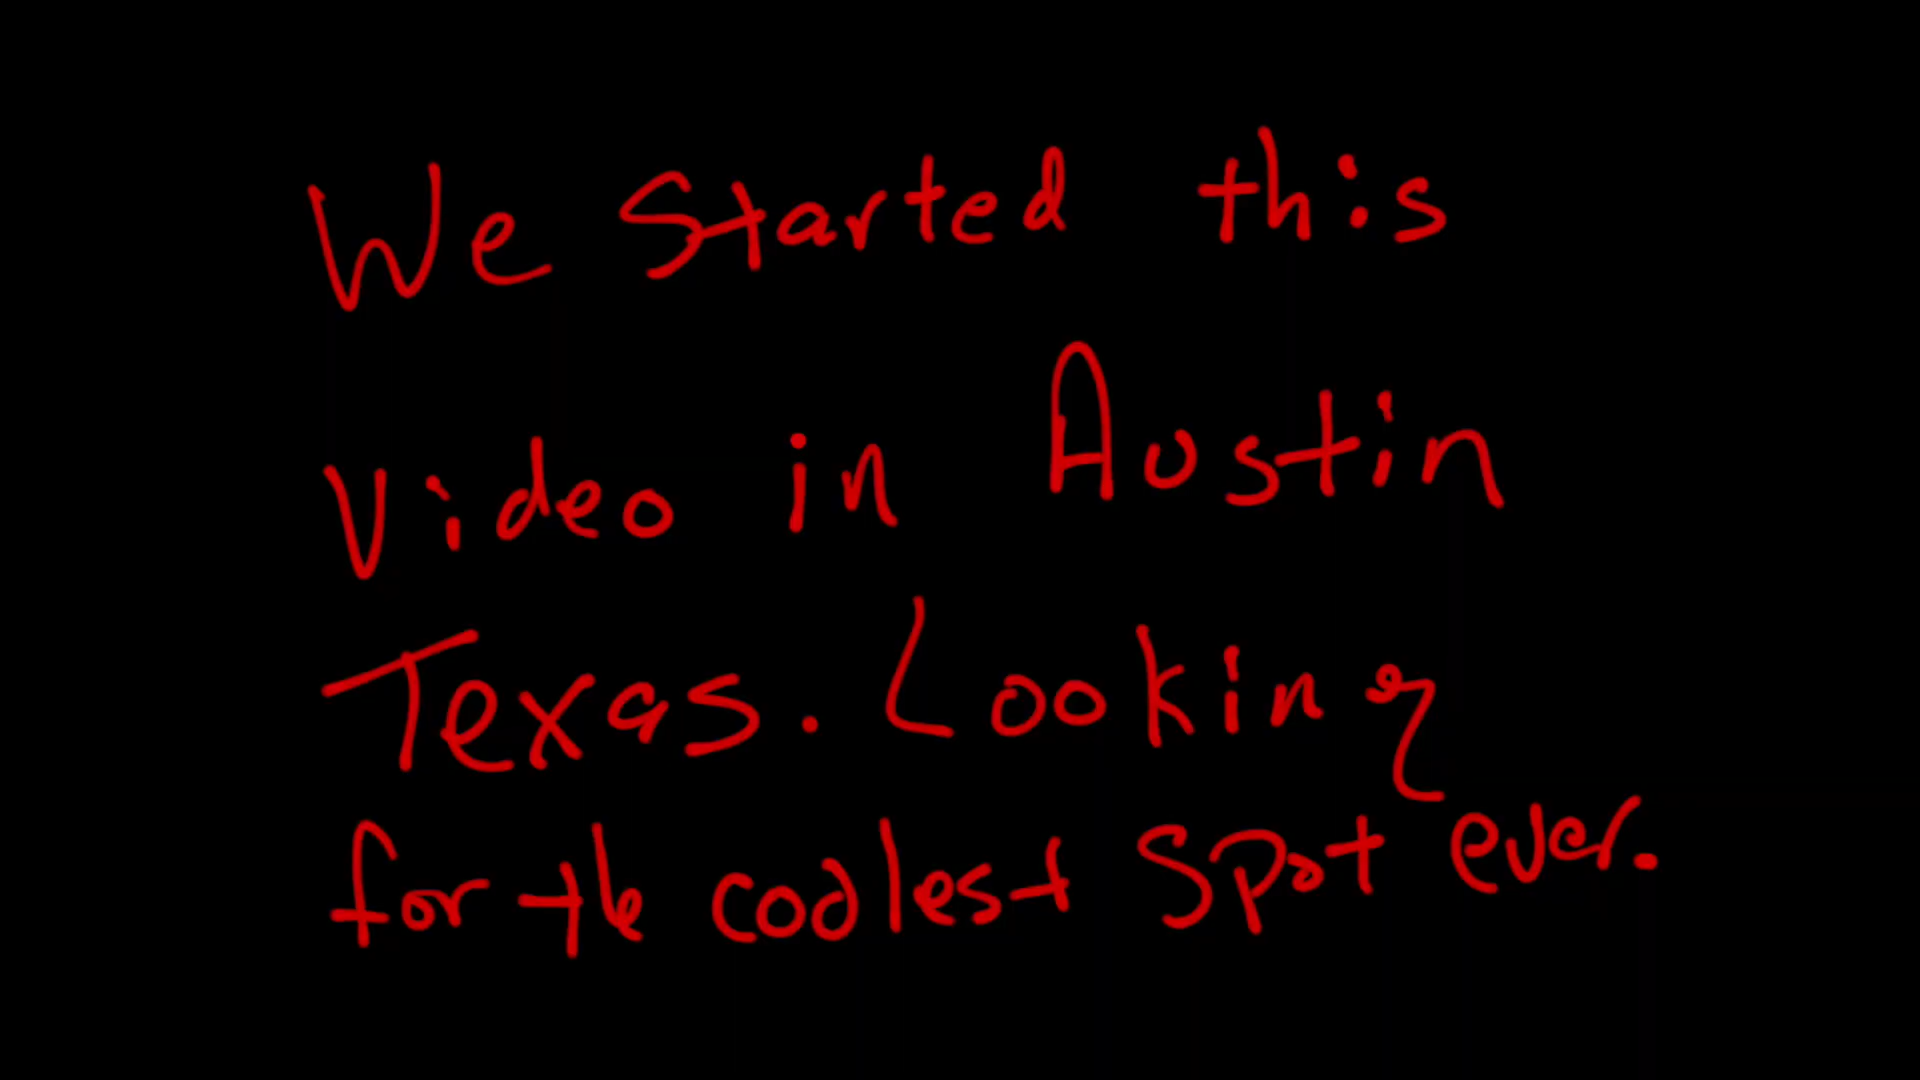 We Started this
Video in Austin
Texas. Looking
for the coolest Spot ever.